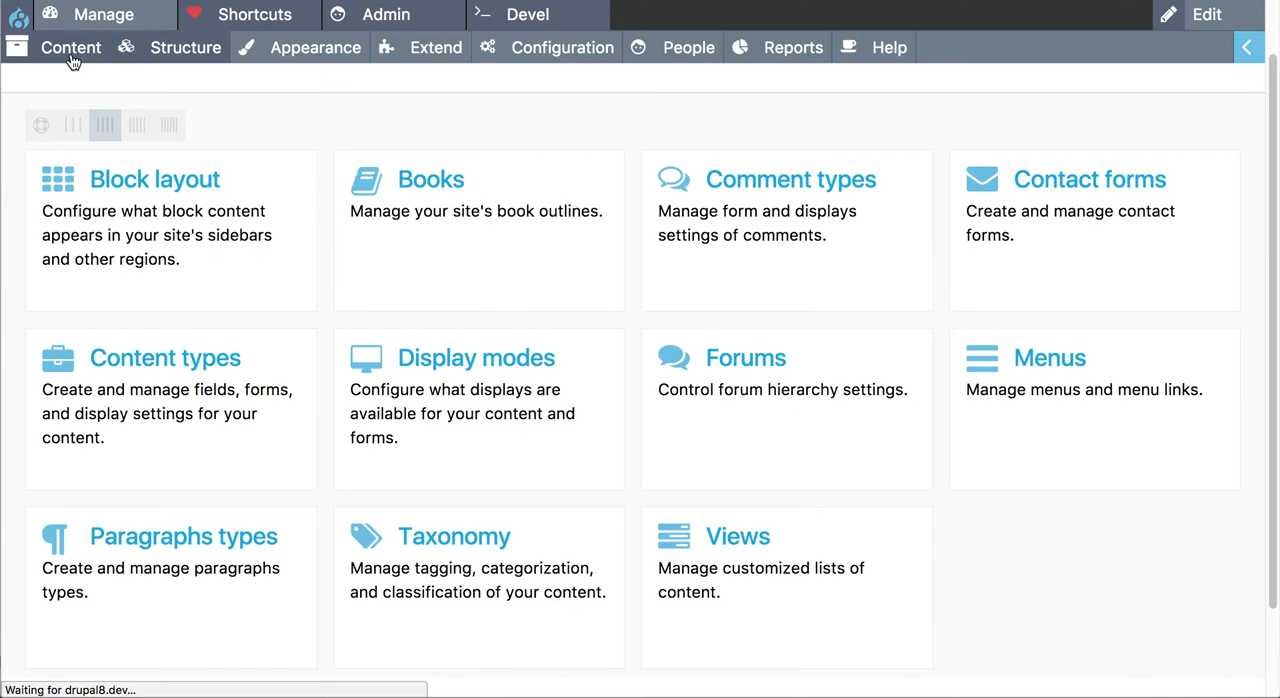 Manage Shortcuts Admin Devel Edit
Content Structure Appearance Extend Configuration People Reports Help
Block layout
Configure what block content
appears in your site's sidebars
and other regions.
Books
Manage your site's book outlines.
Comment types
Manage form and displays
settings of comments.
Contact forms
Create and manage contact
forms.
Content types
Create and manage fields, forms,
and display settings for your
content.
Display modes
Configure what displays are
available for your content and
forms.
Forums
Control forum hierarchy settings.
Menus
Manage menus and menu links.
Paragraphs types
Create and manage paragraphs
types.
Taxonomy
Manage tagging, categorization,
and classification of your content.
Views
Manage customized lists of
content.
Waiting for drupal8.dev...